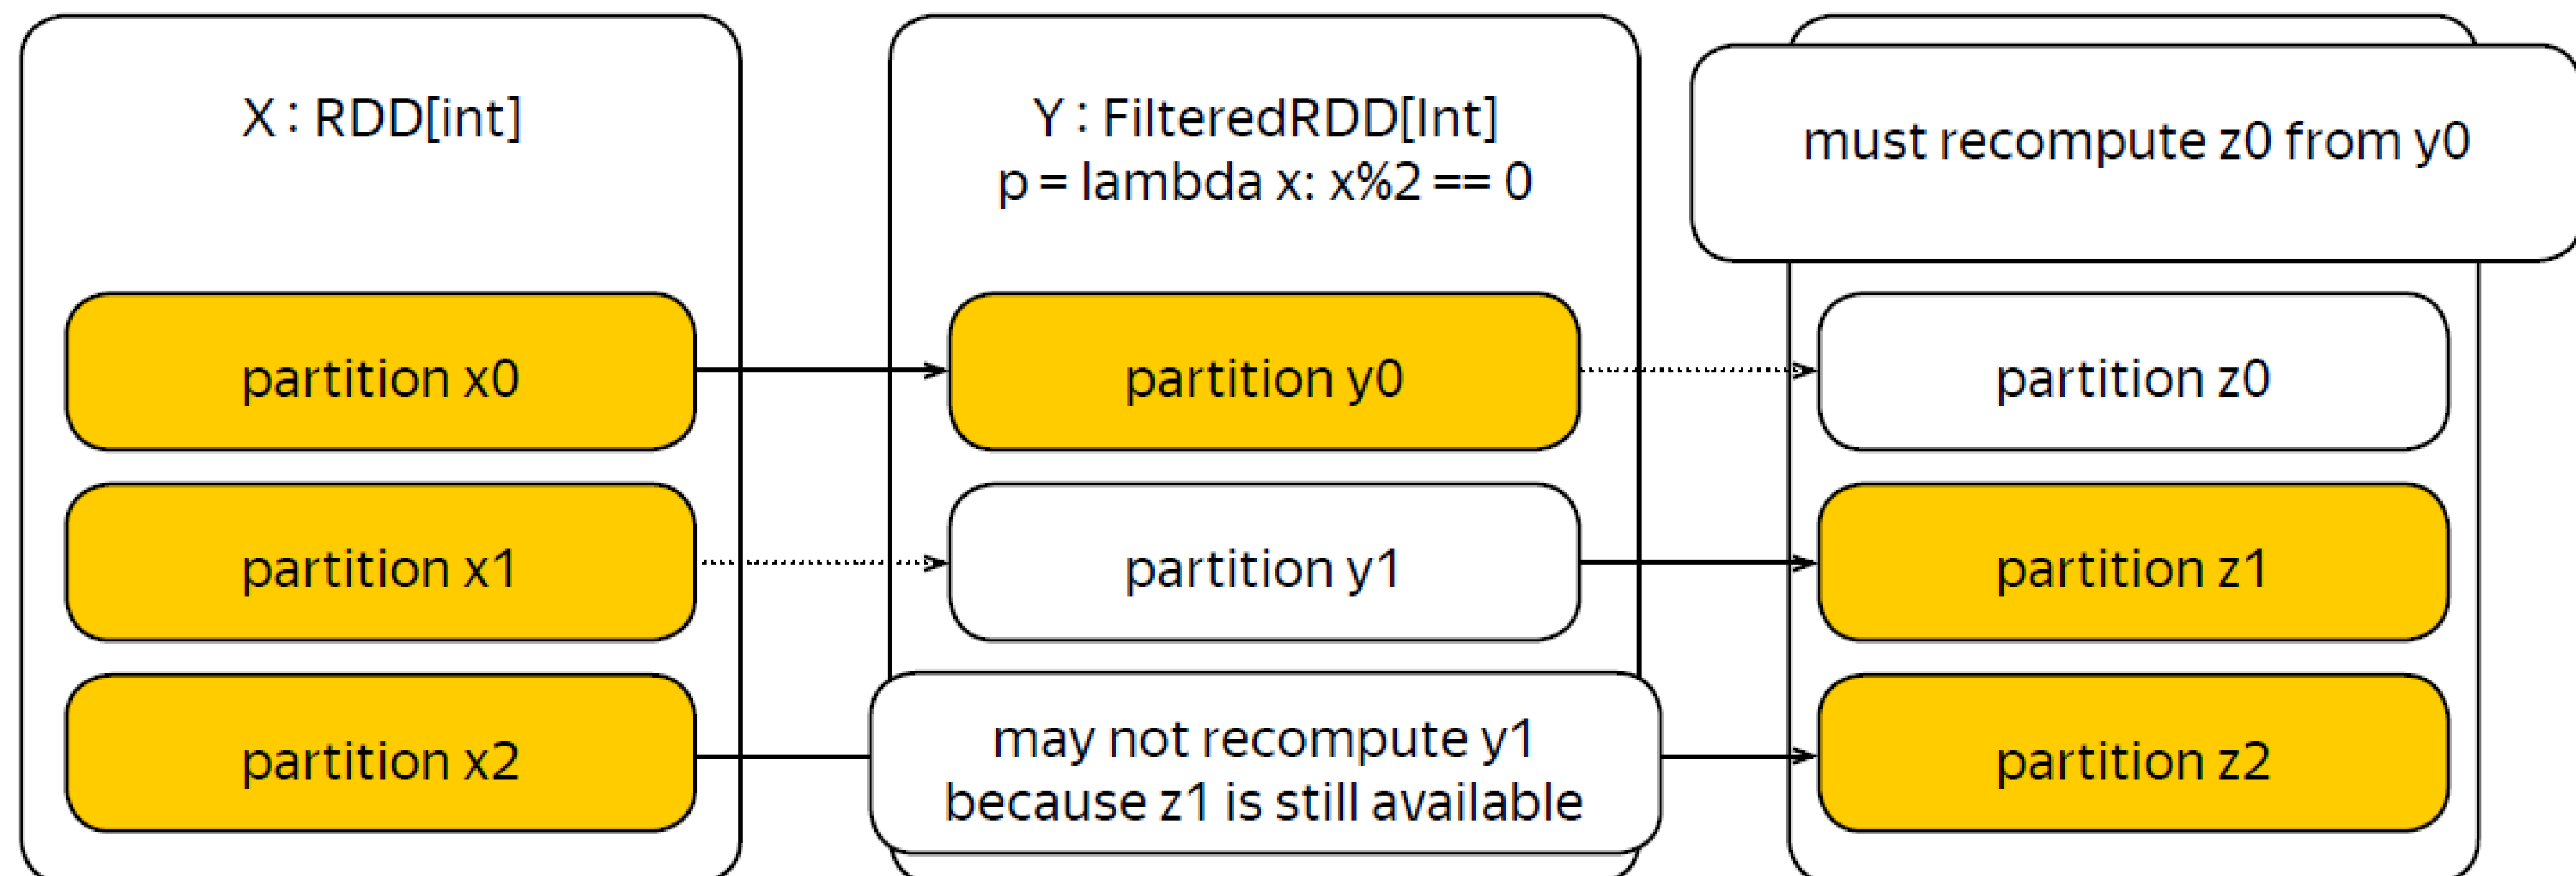 X : RDD[int]
partition x0
partition x1
partition x2
Y : FilteredRDD[Int]
p = lambda x: x%2 == 0
partition y0
partition y1
may not recompute y1
because z1 is still available
must recompute z0 from y0
partition z0
partition z1
partition z2